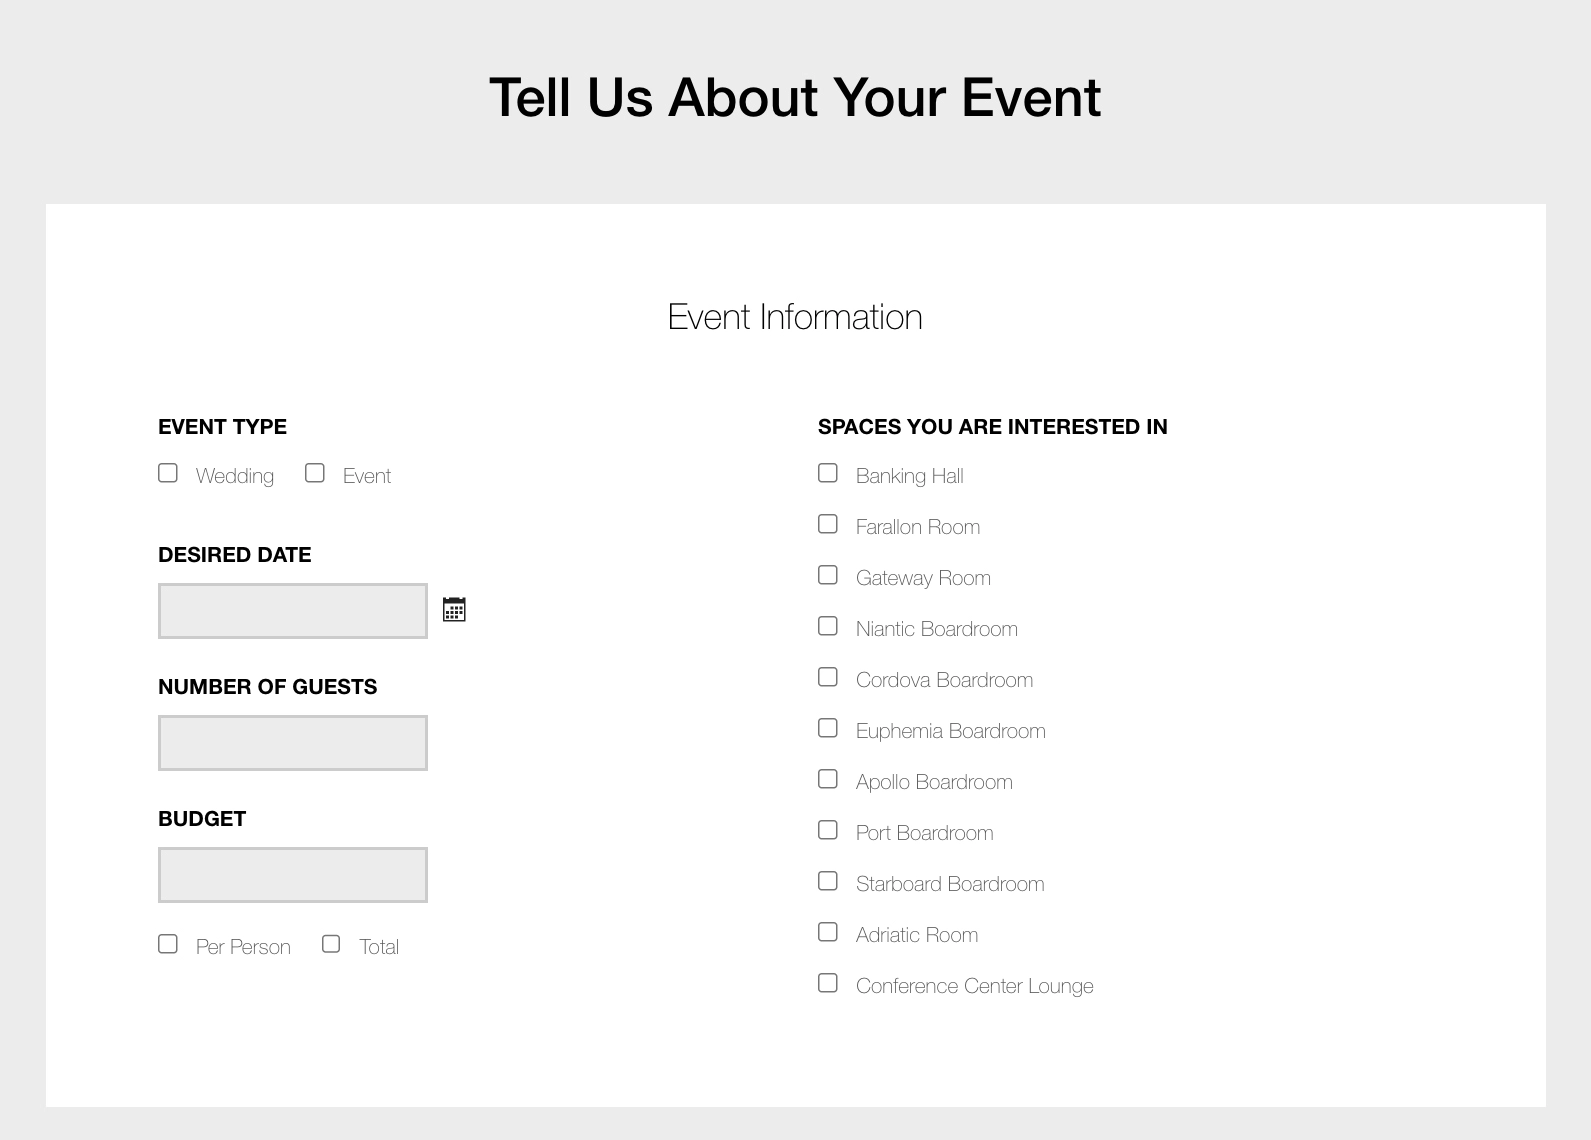 Tell Us About Your Event
Event Information
EVENT TYPE
Wedding Event
DESIRED DATE
NUMBER OF GUESTS
BUDGET
Per Person Total
SPACES YOU ARE INTERESTED IN
Banking Hall
Farallon Room
Gateway Room
Niantic Boardroom
Cordova Boardroom
Euphemia Boardroom
Apollo Boardroom
Port Boardroom
Starboard Boardroom
Adriatic Room
Conference Center Lounge